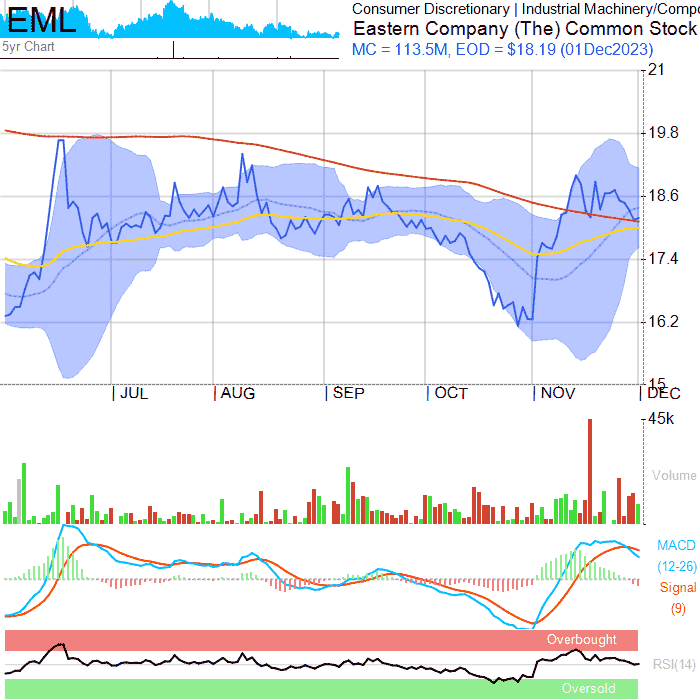 EML
Consumer Discretionary | Industrial Machinery/Compo
Eastern Company (The) Common Stock
MC = 113.5M, EOD = $18.19 (01Dec2023)
5yr Chart
21
19.8
18.6
17.4
16.2
15
JUL
AUG
SEP
OCT
NOV
DEC
45k
Volume
MACD
(12-26)
Signal
(9)
Overbought
RSI(14)
Oversold